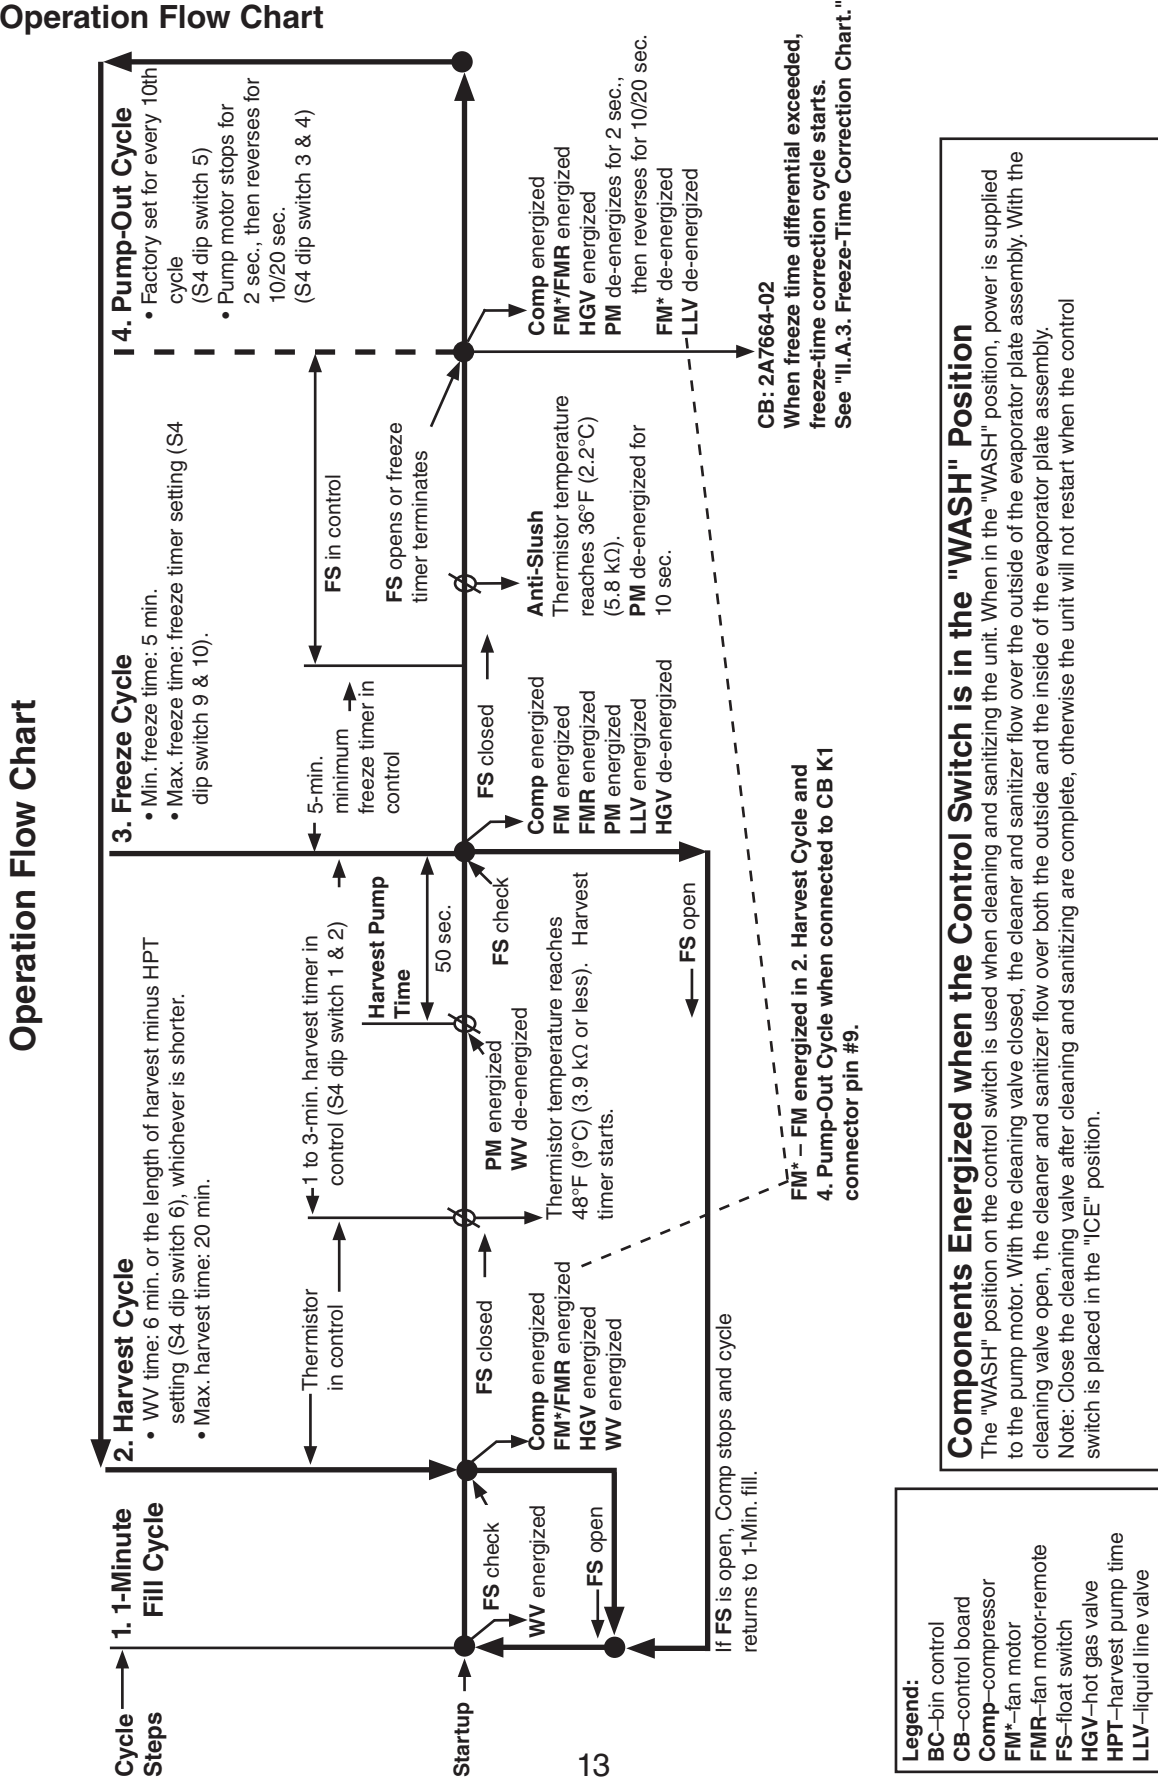 Operation Flow Chart
Operation Flow Chart
Cycle
Steps
1. 1-Minute
Fill Cycle
2. Harvest Cycle
• WV time: 6 min. or the length of harvest minus HPT
setting (S4 dip switch 6), whichever is shorter.
• Max. harvest time: 20 min.
3. Freeze Cycle
• Min. freeze time: 5 min.
• Max. freeze time: freeze timer setting (S4
dip switch 9 & 10).
4. Pump-Out Cycle
• Factory set for every 10th
cycle
(S4 dip switch 5)
• Pump motor stops for
2 sec., then reverses for
10/20 sec.
(S4 dip switch 3 & 4)
Thermistor
in control
1 to 3-min. harvest timer in
control (S4 dip switch 1 & 2)
Harvest Pump
Time
50 sec.
5-min.
minimum
freeze timer in
control
FS in control
FS opens or freeze
timer terminates
Startup
FS check
WV energized
FS open
FS closed
Comp energized
FM*/FMR energized
HGV energized
WV energized
PM energized
WV de-energized
Thermistor temperature reaches
48°F (9°C) (3.9 kΩ or less). Harvest
timer starts.
FS check
FS open
FS closed
Comp energized
FM energized
FMR energized
PM energized
LLV energized
HGV de-energized
Anti-Slush
Thermistor temperature
reaches 36°F (2.2°C)
(5.8 kΩ).
PM de-energized for
10 sec.
Comp energized
FM*/FMR energized
HGV energized
PM de-energizes for 2 sec.,
then reverses for 10/20 sec.
FM* de-energized
LLV de-energized
If FS is open, Comp stops and cycle
returns to 1-Min. fill.
FM* – FM energized in 2. Harvest Cycle and
4. Pump-Out Cycle when connected to CB K1
connector pin #9.
CB: 2A7664-02
When freeze time differential exceeded,
freeze-time correction cycle starts.
See "II.A.3. Freeze-Time Correction Chart."
Legend:
BC–bin control
CB–control board
Comp–compressor
FM*–fan motor
FMR–fan motor-remote
FS–float switch
HGV–hot gas valve
HPT–harvest pump time
LLV–liquid line valve
Components Energized when the Control Switch is in the "WASH" Position
The "WASH" position on the control switch is used when cleaning and sanitizing the unit. When in the "WASH" position, power is supplied
to the pump motor. With the cleaning valve closed, the cleaner and sanitizer flow over the outside of the evaporator plate assembly. With the
cleaning valve open, the cleaner and sanitizer flow over both the outside and the inside of the evaporator plate assembly.
Note: Close the cleaning valve after cleaning and sanitizing are complete, otherwise the unit will not restart when the control
switch is placed in the "ICE" position.
13